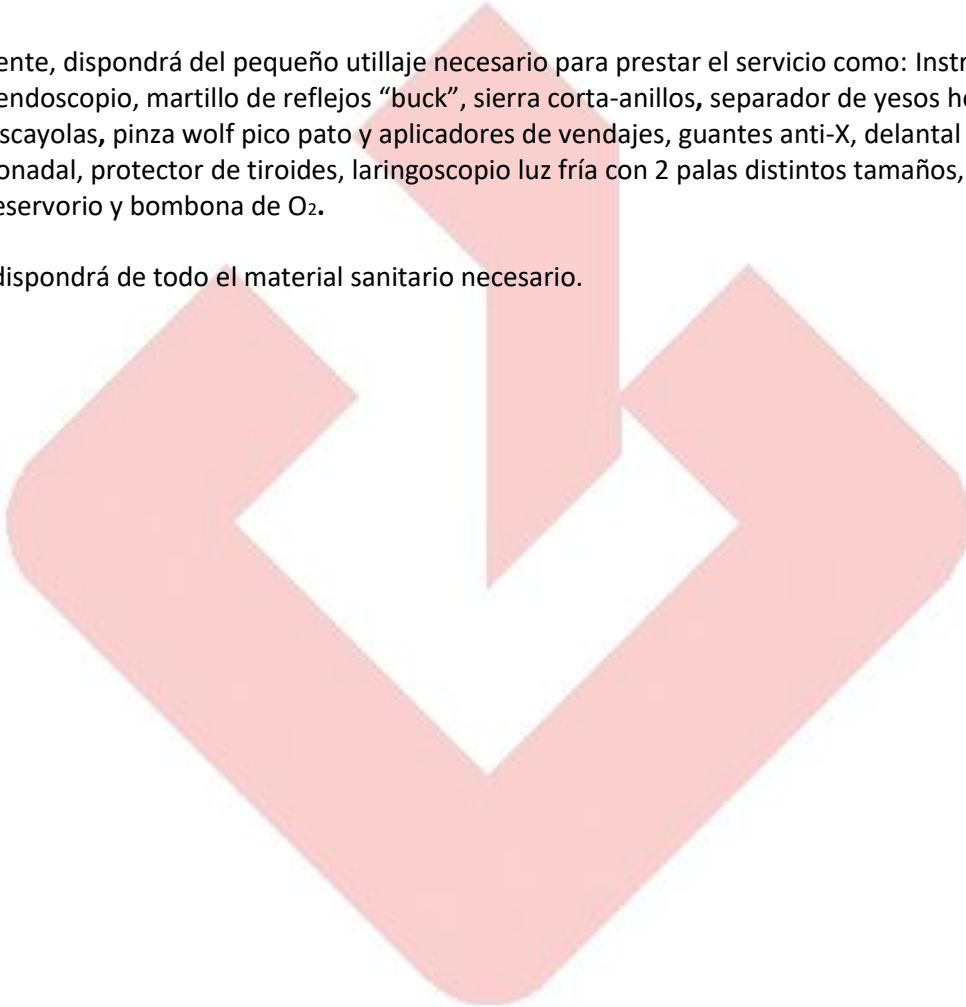 ente, dispondrá del pequeño utillaje necesario para prestar el servicio como: Instr
endoscopio, martillo de reflejos “buck”, sierra corta-anillos, separador de yesos he
scayolas, pinza wolf pico pato y aplicadores de vendajes, guantes anti-X, delantal
onadal, protector de tiroides, laringoscopio luz fría con 2 palas distintos tamaños,
eservorio y bombona de O₂.
dispondrá de todo el material sanitario necesario.